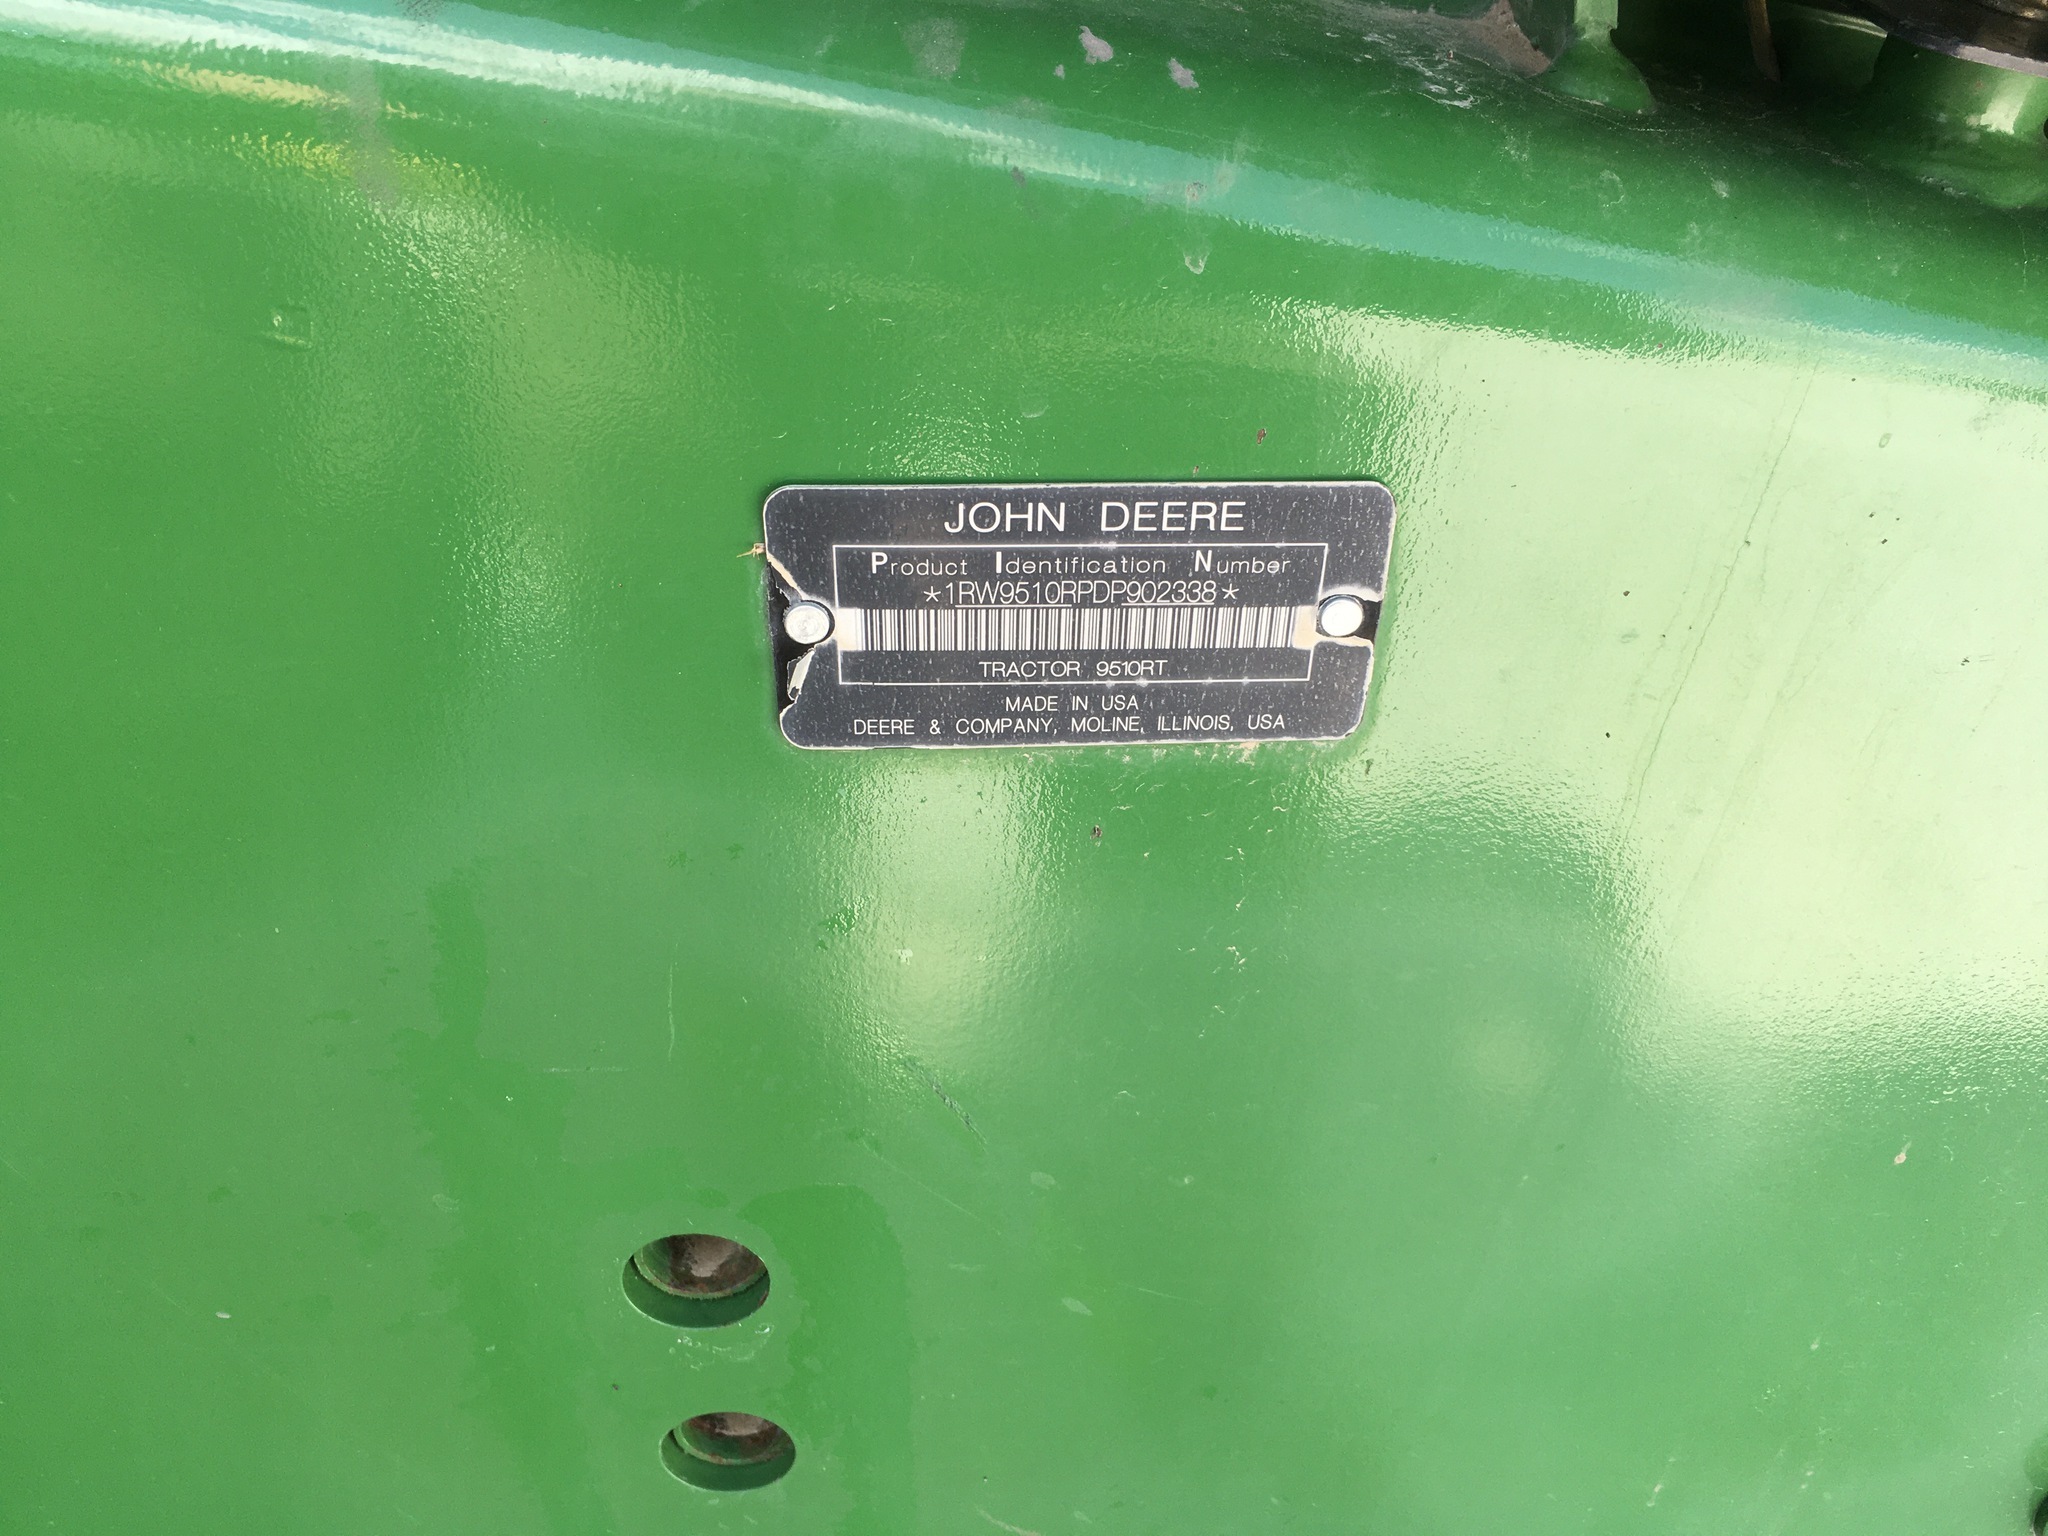 JOHN DEERE
Product Identification Number
*1RW9510RPDP902338*
TRACTOR 9510RT
MADE IN USA
DEERE & COMPANY, MOLINE, ILLINOIS, USA